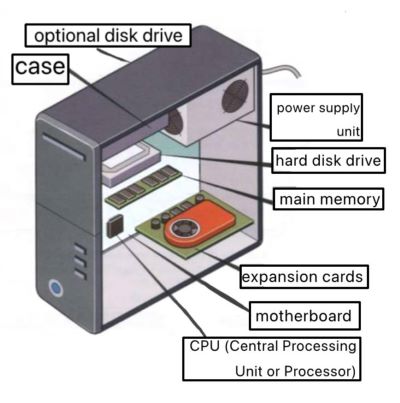 optional disk drive
case
power supply
unit
hard disk drive
main memory
expansion cards
motherboard
CPU (Central Processing
Unit or Processor)